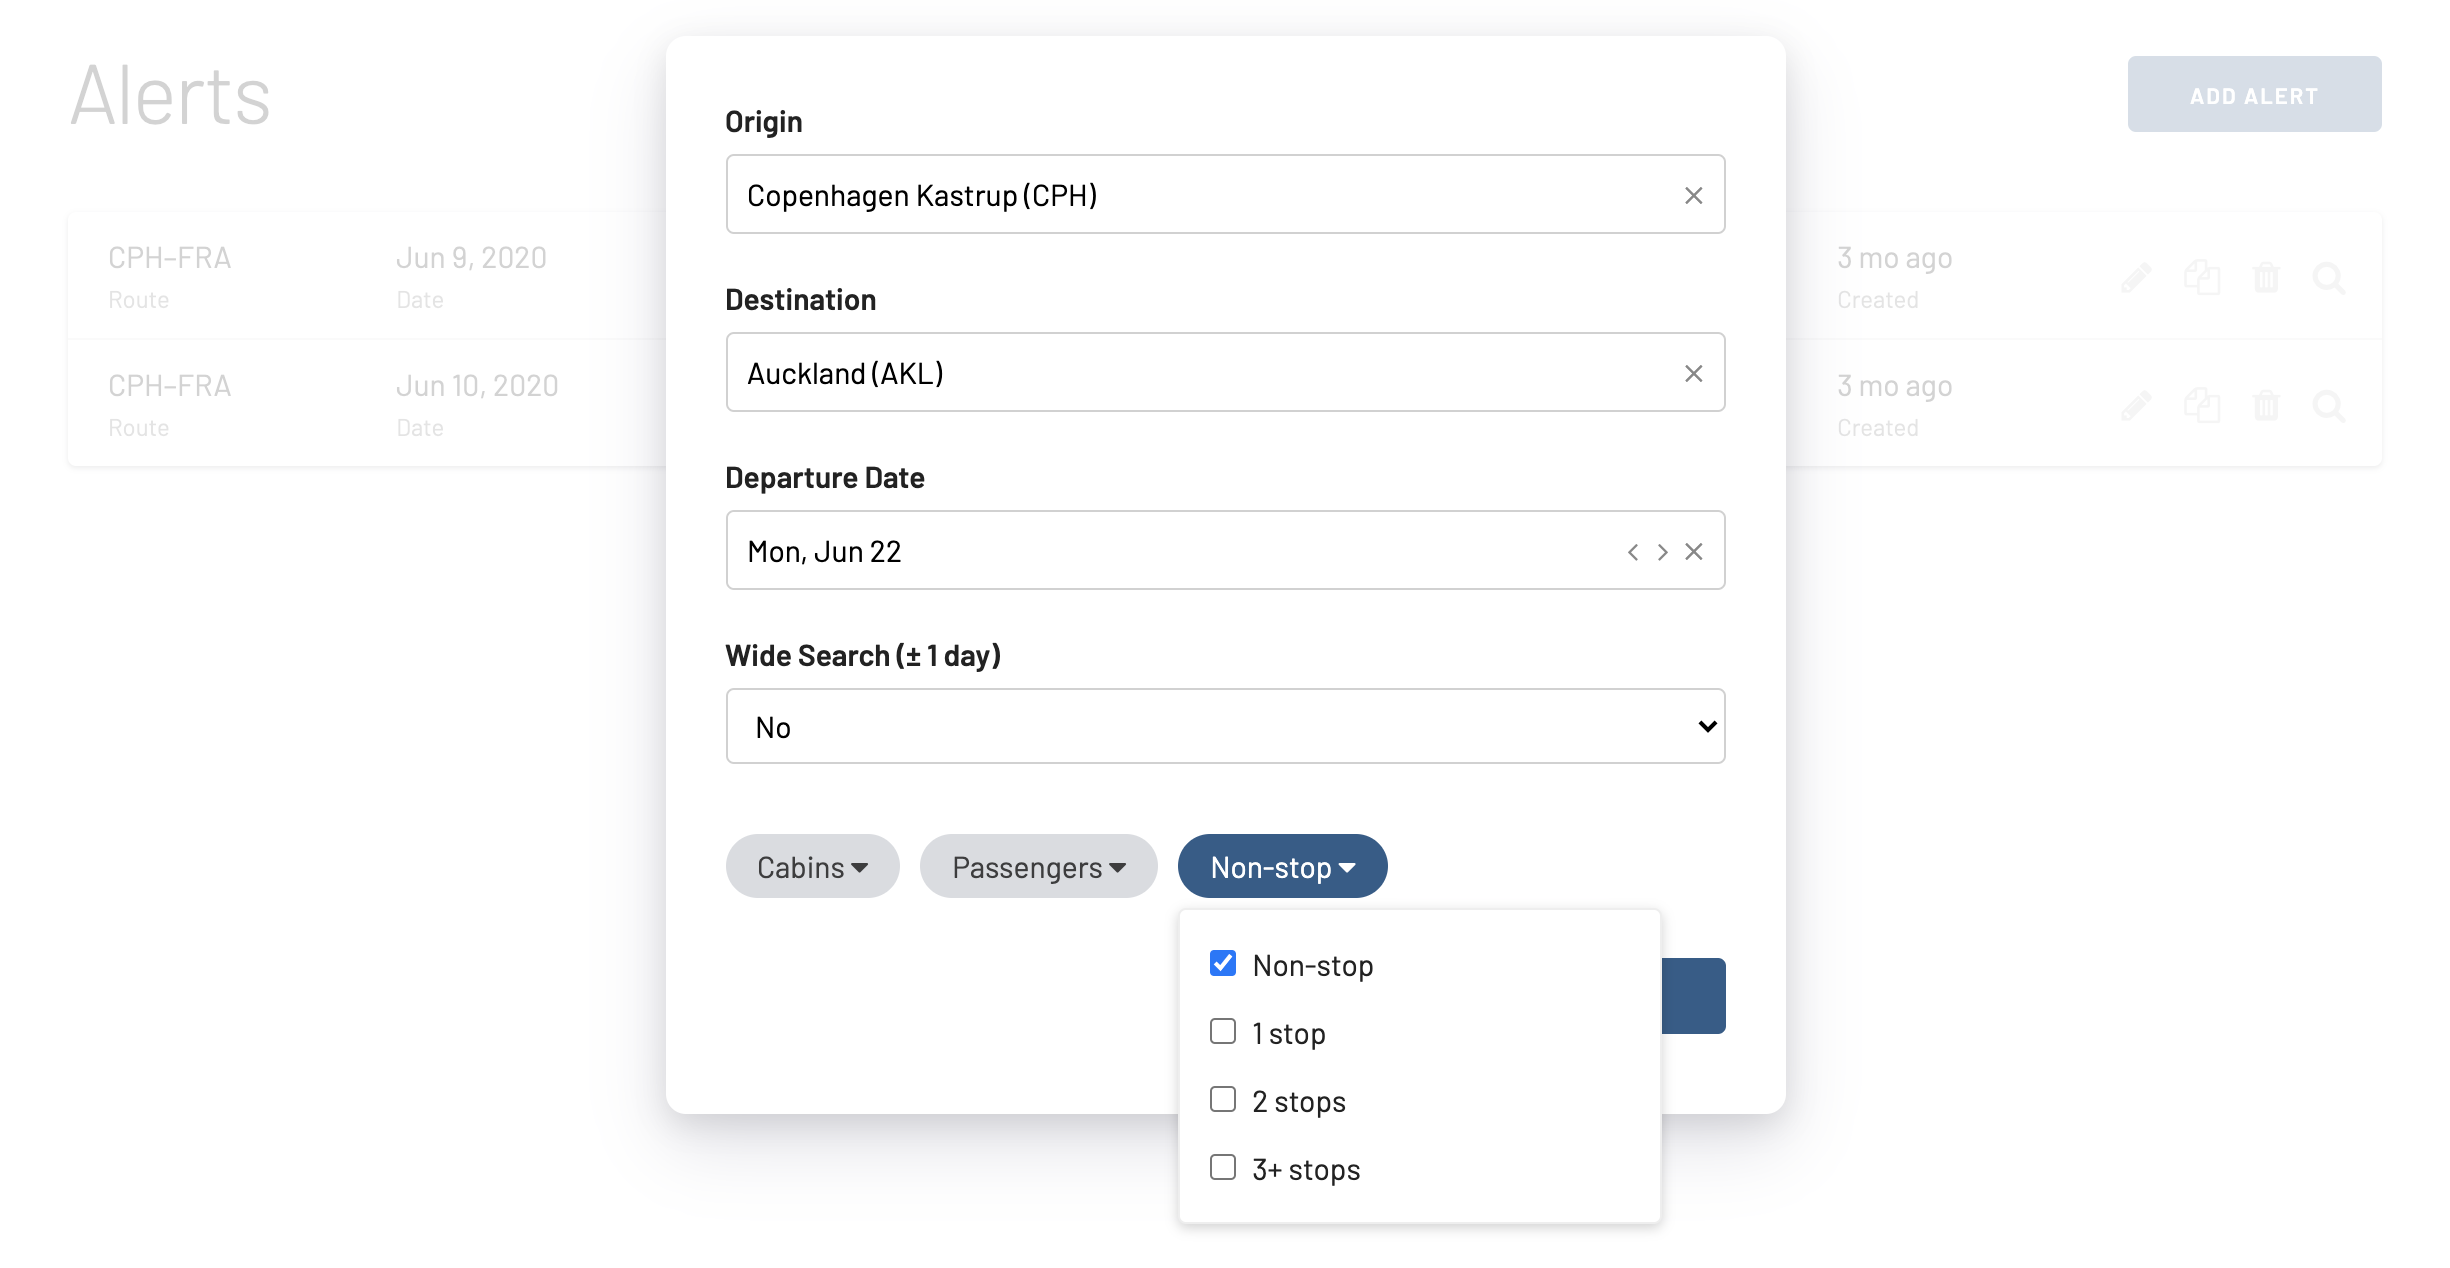 Alerts
ADD ALERT
CPH–FRA
Route
Jun 9, 2020
Date
3 mo ago
Created
CPH–FRA
Route
Jun 10, 2020
Date
3 mo ago
Created
Origin
Copenhagen Kastrup (CPH)
Destination
Auckland (AKL)
Departure Date
Mon, Jun 22
Wide Search (± 1 day)
No
Cabins
Passengers
Non-stop
Non-stop
1 stop
2 stops
3+ stops